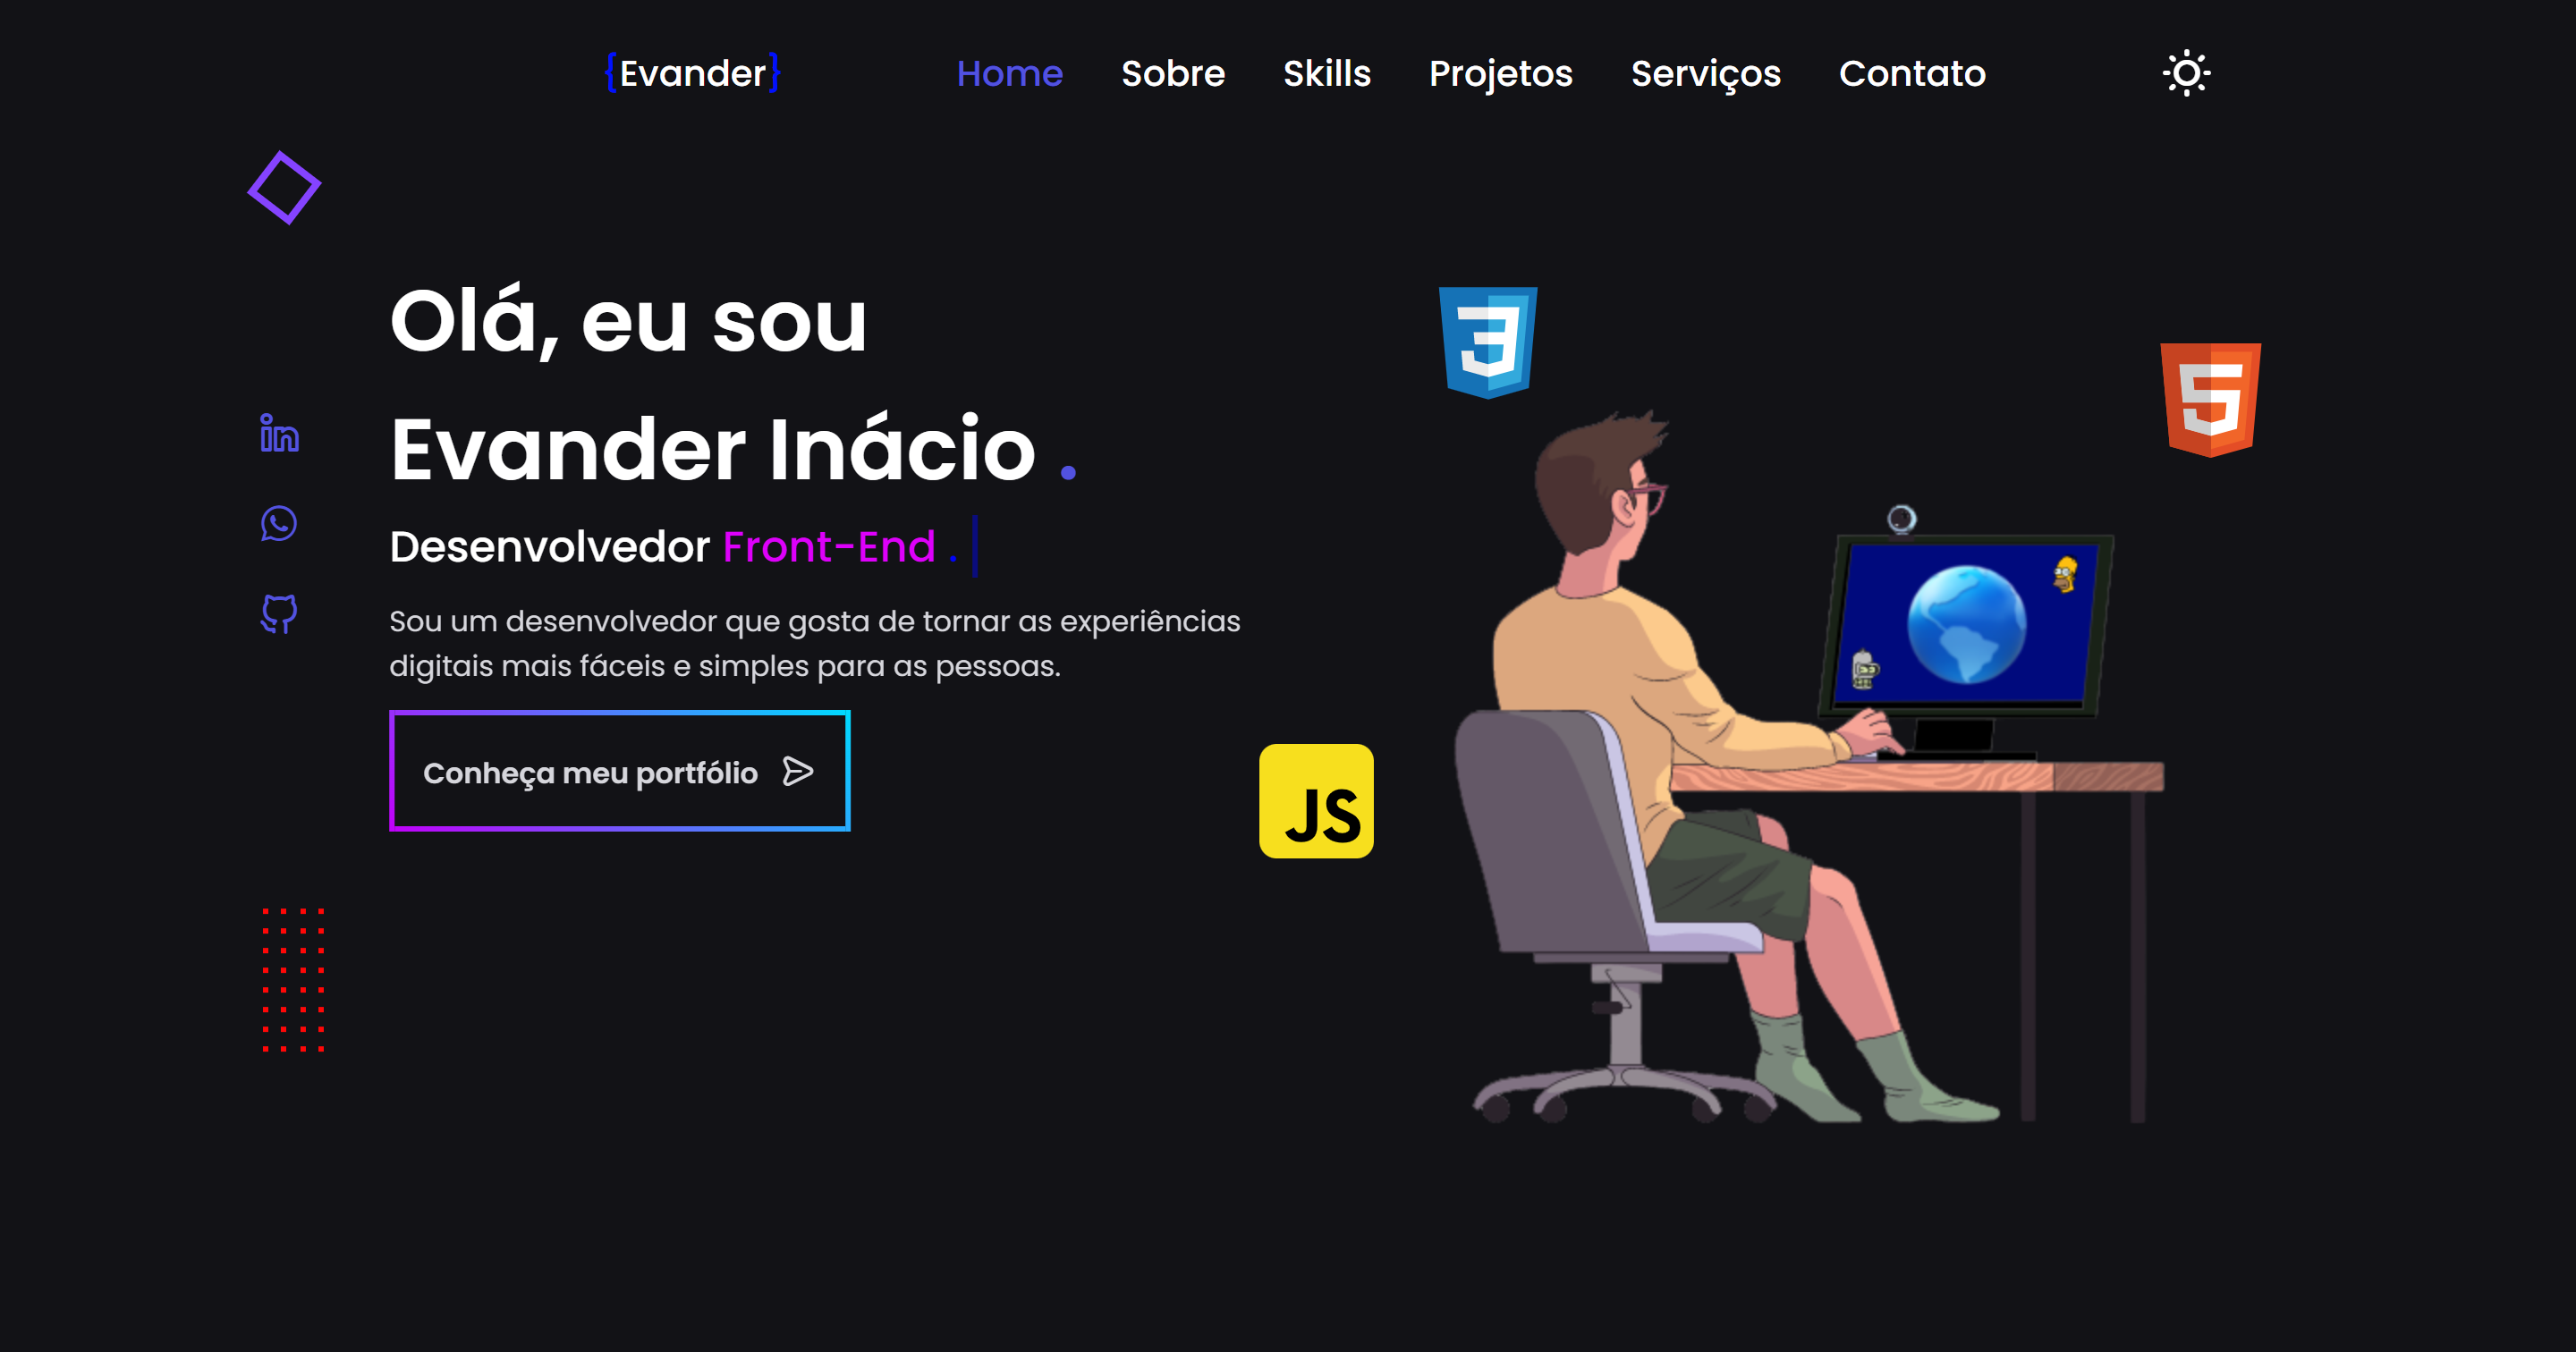 {Evander} Home Sobre Skills Projetos Serviços Contato
Olá, eu sou
Evander Inácio .
Desenvolvedor Front-End . |
Sou um desenvolvedor que gosta de tornar as experiências
digitais mais fáceis e simples para as pessoas.
Conheça meu portfólio
3
5
JS
in